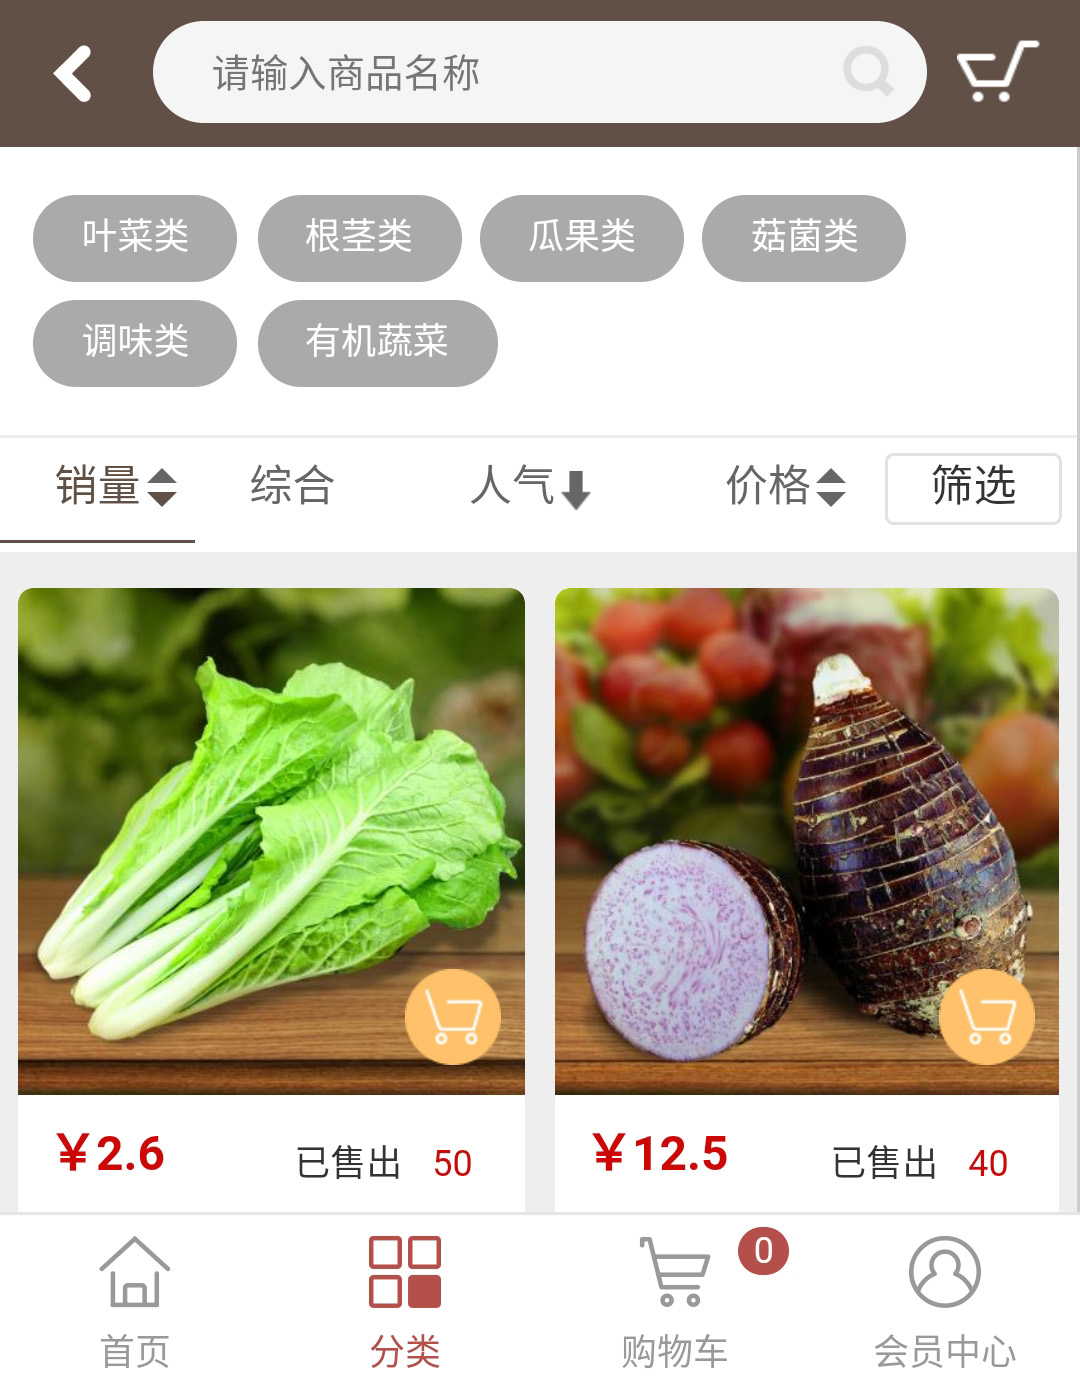 请输入商品名称
叶菜类 根茎类 瓜果类 菇菌类
调味类 有机蔬菜
销量 综合 人气 价格 筛选
¥2.6 已售出 50 ¥12.5 已售出 40
0
首页 分类 购物车 会员中心